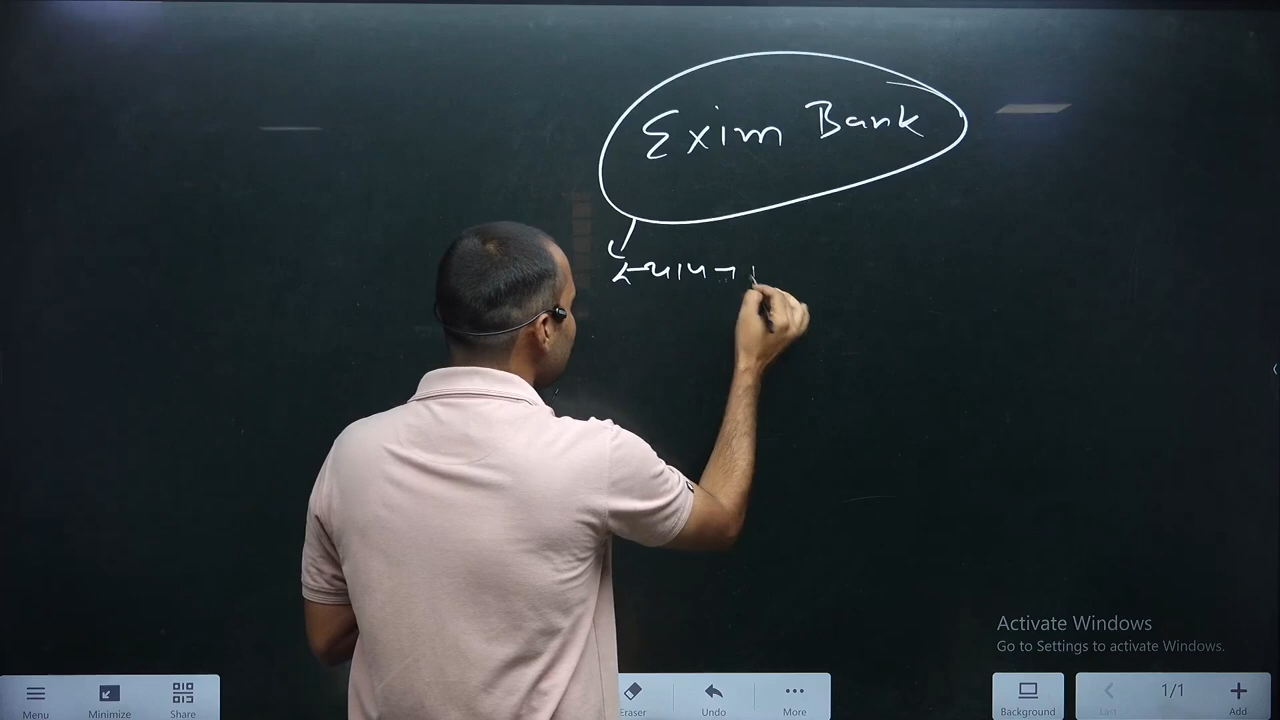 Exim Bank
स्थापना
Activate Windows
Go to Settings to activate Windows.
Menu
Minimize
Share
Eraser
Undo
More
Background
Last
1/1
Add